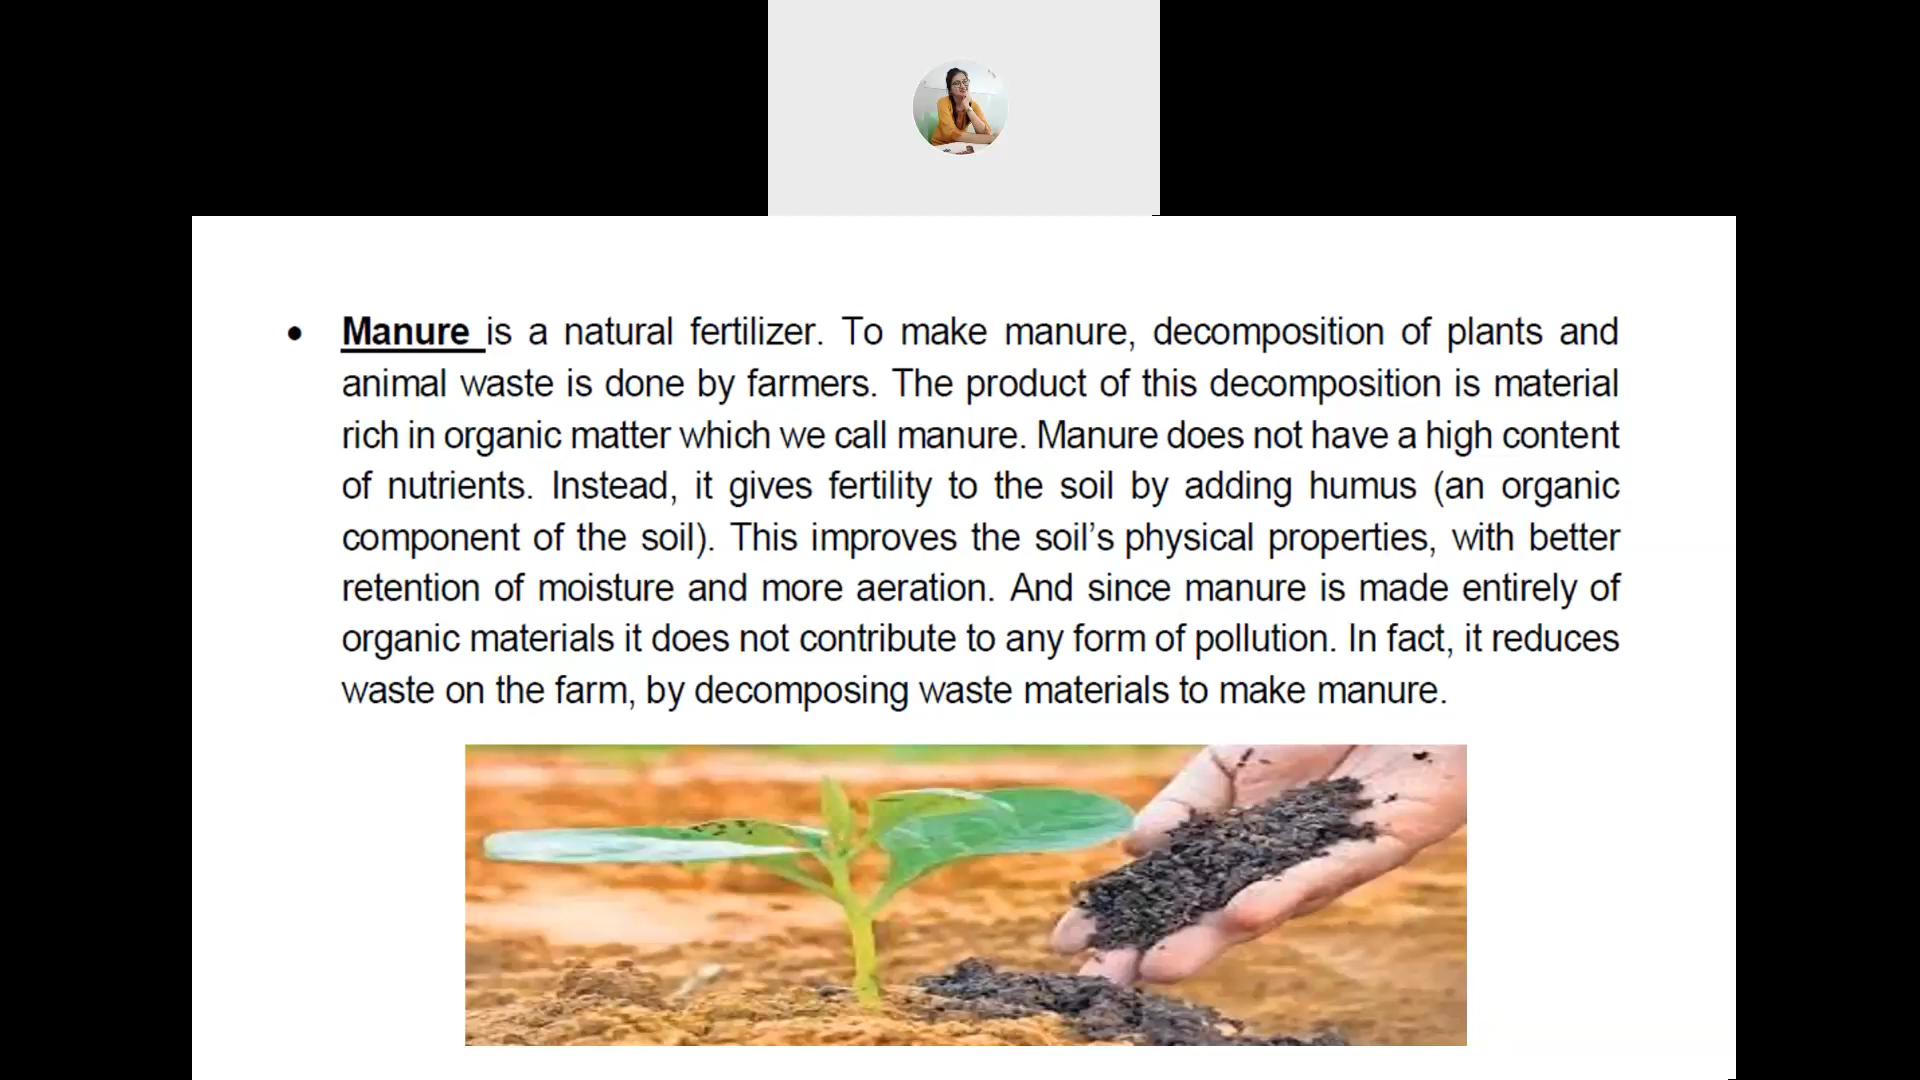 • Manure is a natural fertilizer. To make manure, decomposition of plants and
animal waste is done by farmers. The product of this decomposition is material
rich in organic matter which we call manure. Manure does not have a high content
of nutrients. Instead, it gives fertility to the soil by adding humus (an organic
component of the soil). This improves the soil’s physical properties, with better
retention of moisture and more aeration. And since manure is made entirely of
organic materials it does not contribute to any form of pollution. In fact, it reduces
waste on the farm, by decomposing waste materials to make manure.